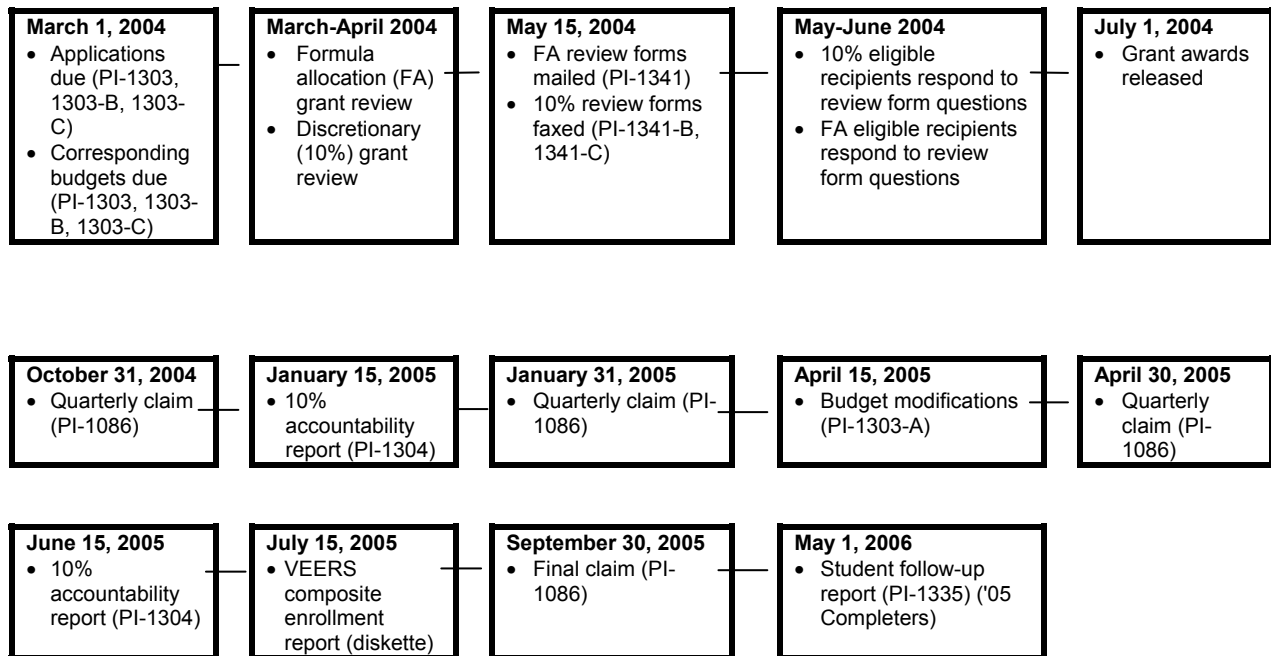 March 1, 2004
• Applications
due (PI-1303,
1303-B, 1303-
C)
• Corresponding
budgets due
(PI-1303, 1303-
B, 1303-C)
March-April 2004
• Formula
allocation (FA)
grant review
• Discretionary
(10%) grant
review
May 15, 2004
• FA review forms
mailed (PI-1341)
• 10% review forms
faxed (PI-1341-B,
1341-C)
May-June 2004
• 10% eligible
recipients respond to
review form questions
• FA eligible recipients
respond to review
form questions
July 1, 2004
• Grant awards
released
October 31, 2004
• Quarterly claim
(PI-1086)
January 15, 2005
• 10%
accountability
report (PI-1304)
January 31, 2005
• Quarterly claim (PI-
1086)
April 15, 2005
• Budget modifications
(PI-1303-A)
April 30, 2005
• Quarterly
claim (PI-
1086)
June 15, 2005
• 10%
accountability
report (PI-1304)
July 15, 2005
• VEERS
composite
enrollment
report (diskette)
September 30, 2005
• Final claim (PI-
1086)
May 1, 2006
• Student follow-up
report (PI-1335) ('05
Completers)